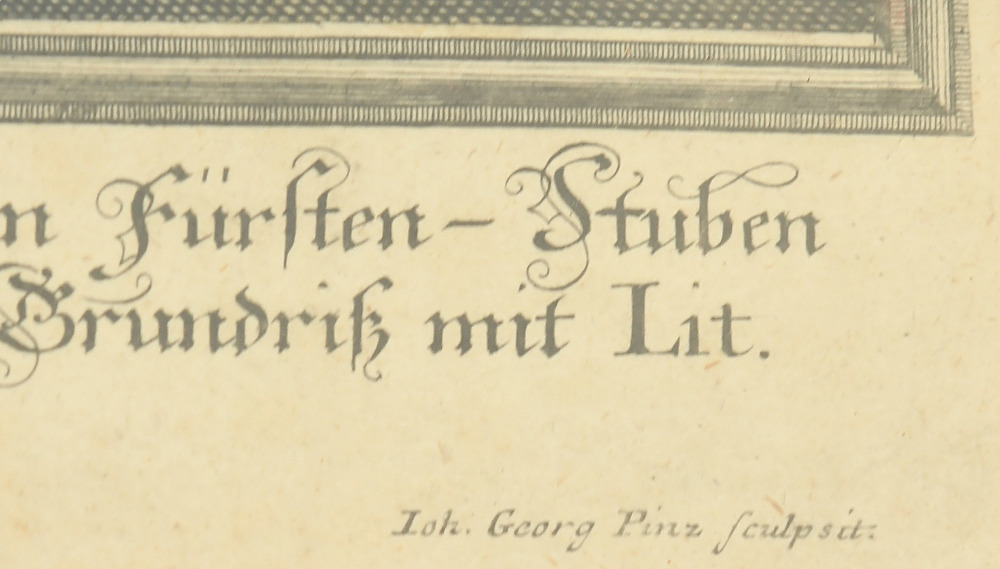 n Fürſten - Stuben
Grundriß mit Lit.
Ioh. Georg Pinz ſculpsit: